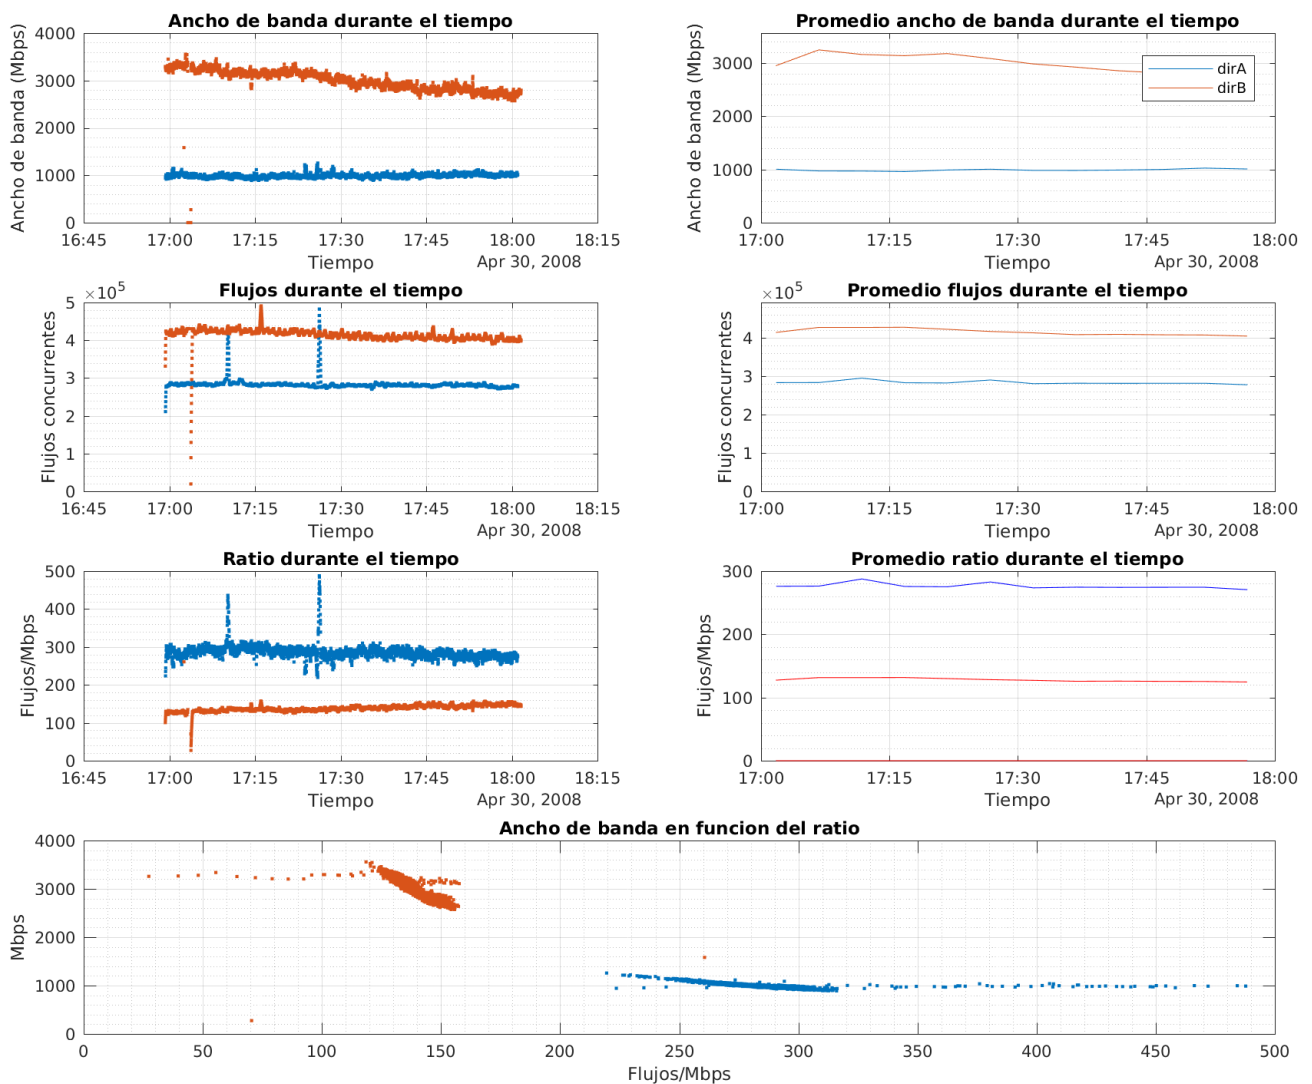 Ancho de banda durante el tiempo
Ancho de banda (Mbps)
4000
3000
2000
1000
0
16:45 17:00 17:15 17:30 17:45 18:00 18:15
Tiempo
Apr 30, 2008
Promedio ancho de banda durante el tiempo
Ancho de banda (Mbps)
3000
2000
1000
0
dirA
dirB
17:00 17:15 17:30 17:45 18:00
Tiempo
Apr 30, 2008
Flujos durante el tiempo
×10⁵
Flujos concurrentes
5
4
3
2
1
0
16:45 17:00 17:15 17:30 17:45 18:00 18:15
Tiempo
Apr 30, 2008
Promedio flujos durante el tiempo
×10⁵
Flujos concurrentes
4
3
2
1
0
17:00 17:15 17:30 17:45 18:00
Tiempo
Apr 30, 2008
Ratio durante el tiempo
Flujos/Mbps
500
400
300
200
100
0
16:45 17:00 17:15 17:30 17:45 18:00 18:15
Tiempo
Apr 30, 2008
Promedio ratio durante el tiempo
Flujos/Mbps
300
200
100
0
17:00 17:15 17:30 17:45 18:00
Tiempo
Apr 30, 2008
Ancho de banda en funcion del ratio
Mbps
4000
3000
2000
1000
0
0 50 100 150 200 250 300 350 400 450 500
Flujos/Mbps